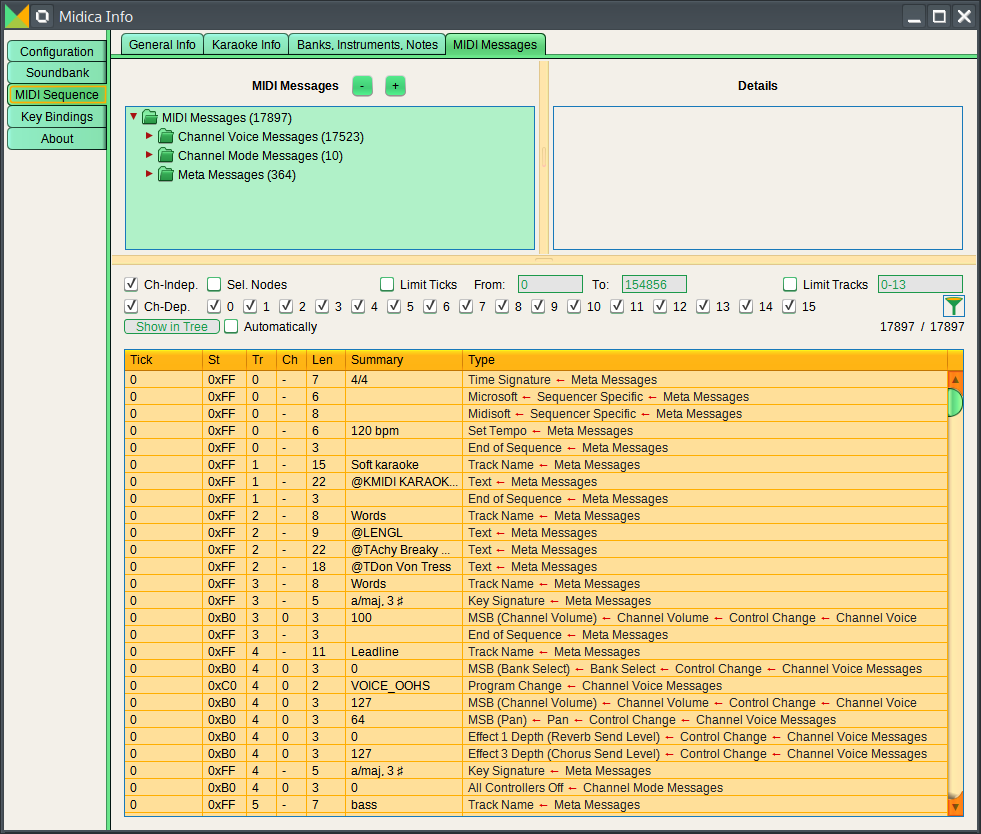 Midica Info
Configuration
Soundbank
MIDI Sequence
Key Bindings
About
General Info Karaoke Info Banks, Instruments, Notes MIDI Messages
MIDI Messages - + Details
MIDI Messages (17897)
Channel Voice Messages (17523)
Channel Mode Messages (10)
Meta Messages (364)
Ch-Indep. Sel. Nodes Limit Ticks From: 0 To: 154856 Limit Tracks 0-13
Ch-Dep. 0 1 2 3 4 5 6 7 8 9 10 11 12 13 14 15
Show in Tree Automatically 17897 / 17897
Tick St Tr Ch Len Summary Type
0 0xFF 0 - 7 4/4 Time Signature ← Meta Messages
0 0xFF 0 - 6 Microsoft ← Sequencer Specific ← Meta Messages
0 0xFF 0 - 8 Midisoft ← Sequencer Specific ← Meta Messages
0 0xFF 0 - 6 120 bpm Set Tempo ← Meta Messages
0 0xFF 0 - 3 End of Sequence ← Meta Messages
0 0xFF 1 - 15 Soft karaoke Track Name ← Meta Messages
0 0xFF 1 - 22 @KMIDI KARAOK... Text ← Meta Messages
0 0xFF 1 - 3 End of Sequence ← Meta Messages
0 0xFF 2 - 8 Words Track Name ← Meta Messages
0 0xFF 2 - 9 @LENGL Text ← Meta Messages
0 0xFF 2 - 22 @TAchy Breaky ... Text ← Meta Messages
0 0xFF 2 - 18 @TDon Von Tress Text ← Meta Messages
0 0xFF 3 - 8 Words Track Name ← Meta Messages
0 0xFF 3 - 5 a/maj, 3 ♯ Key Signature ← Meta Messages
0 0xB0 3 0 3 100 MSB (Channel Volume) ← Channel Volume ← Control Change ← Channel Voice
0 0xFF 3 - 3 End of Sequence ← Meta Messages
0 0xFF 4 - 11 Leadline Track Name ← Meta Messages
0 0xB0 4 0 3 0 MSB (Bank Select) ← Bank Select ← Control Change ← Channel Voice Messages
0 0xC0 4 0 2 VOICE_OOHS Program Change ← Channel Voice Messages
0 0xB0 4 0 3 127 MSB (Channel Volume) ← Channel Volume ← Control Change ← Channel Voice
0 0xB0 4 0 3 64 MSB (Pan) ← Pan ← Control Change ← Channel Voice Messages
0 0xB0 4 0 3 0 Effect 1 Depth (Reverb Send Level) ← Control Change ← Channel Voice Messages
0 0xB0 4 0 3 127 Effect 3 Depth (Chorus Send Level) ← Control Change ← Channel Voice Messages
0 0xFF 4 - 5 a/maj, 3 ♯ Key Signature ← Meta Messages
0 0xB0 4 0 3 0 All Controllers Off ← Channel Mode Messages
0 0xFF 5 - 7 bass Track Name ← Meta Messages